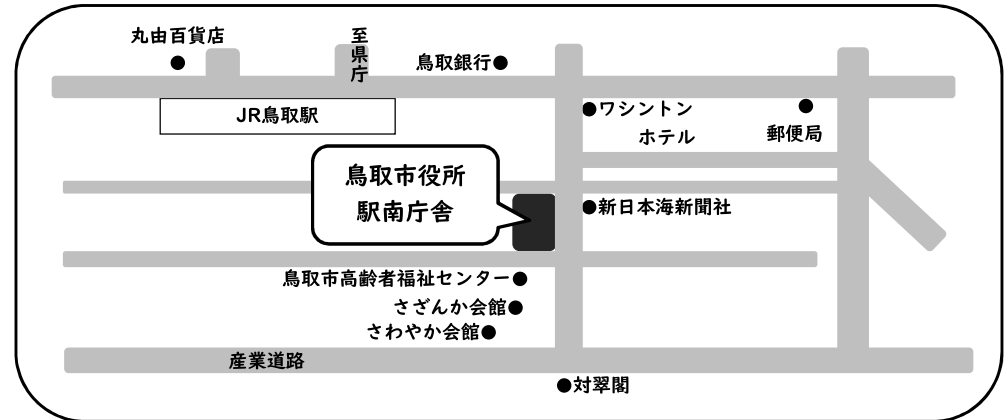 丸由百貨店
至県庁
鳥取銀行
JR鳥取駅
ワシントン
ホテル
郵便局
鳥取市役所
駅南庁舎
新日本海新聞社
鳥取市高齢者福祉センター
さざんか会館
さわやか会館
産業道路
対翠閣